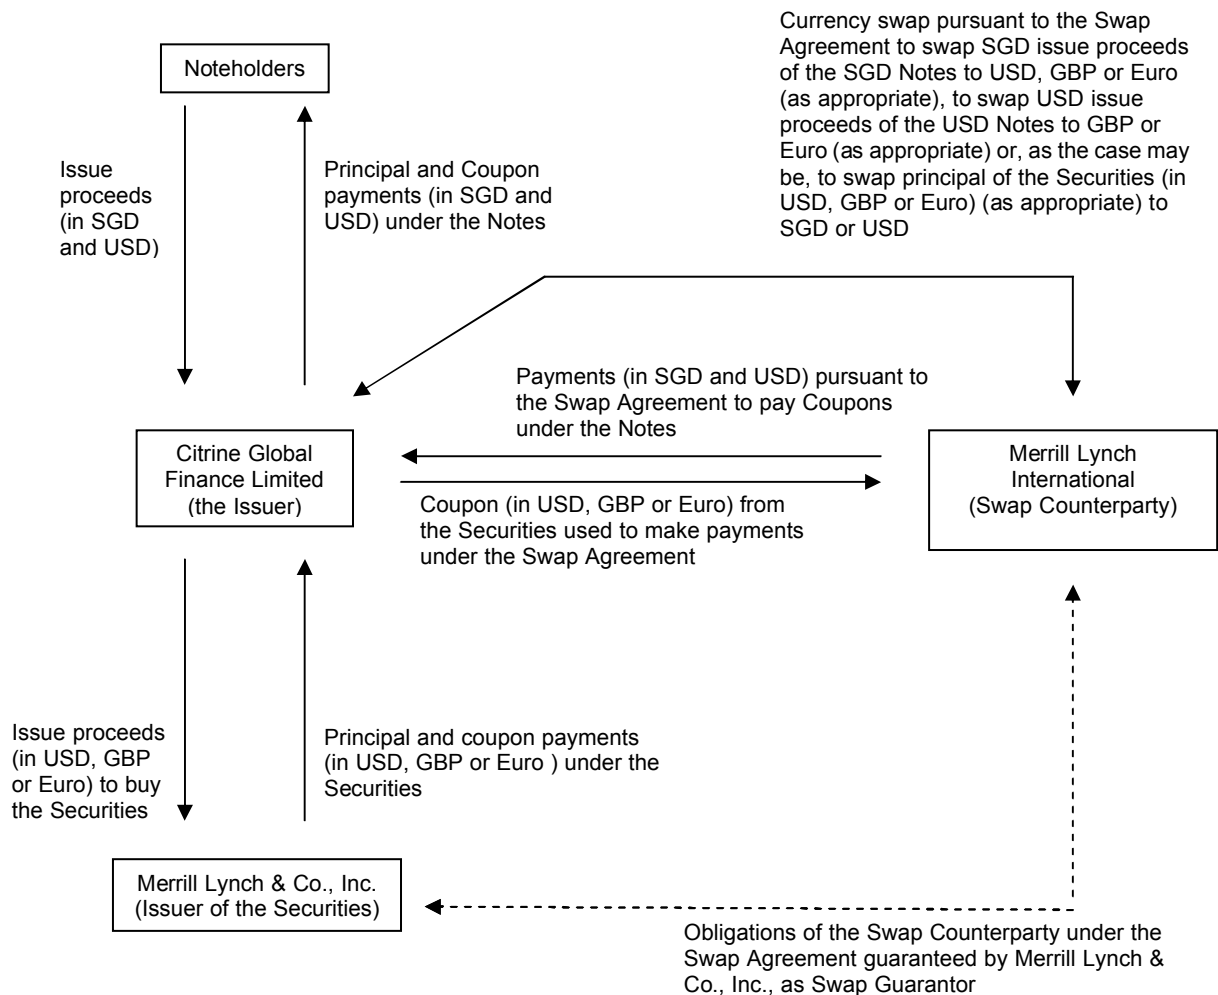 Noteholders
Currency swap pursuant to the Swap
Agreement to swap SGD issue proceeds
of the SGD Notes to USD, GBP or Euro
(as appropriate), to swap USD issue
proceeds of the USD Notes to GBP or
Euro (as appropriate) or, as the case may
be, to swap principal of the Securities (in
USD, GBP or Euro) (as appropriate) to
SGD or USD
Issue
proceeds
(in SGD
and USD)
Principal and Coupon
payments (in SGD and
USD) under the Notes
Payments (in SGD and USD) pursuant to
the Swap Agreement to pay Coupons
under the Notes
Citrine Global
Finance Limited
(the Issuer)
Merrill Lynch
International
(Swap Counterparty)
Coupon (in USD, GBP or Euro) from
the Securities used to make payments
under the Swap Agreement
Issue proceeds
(in USD, GBP
or Euro) to buy
the Securities
Principal and coupon payments
(in USD, GBP or Euro ) under the
Securities
Merrill Lynch & Co., Inc.
(Issuer of the Securities)
Obligations of the Swap Counterparty under the
Swap Agreement guaranteed by Merrill Lynch &
Co., Inc., as Swap Guarantor